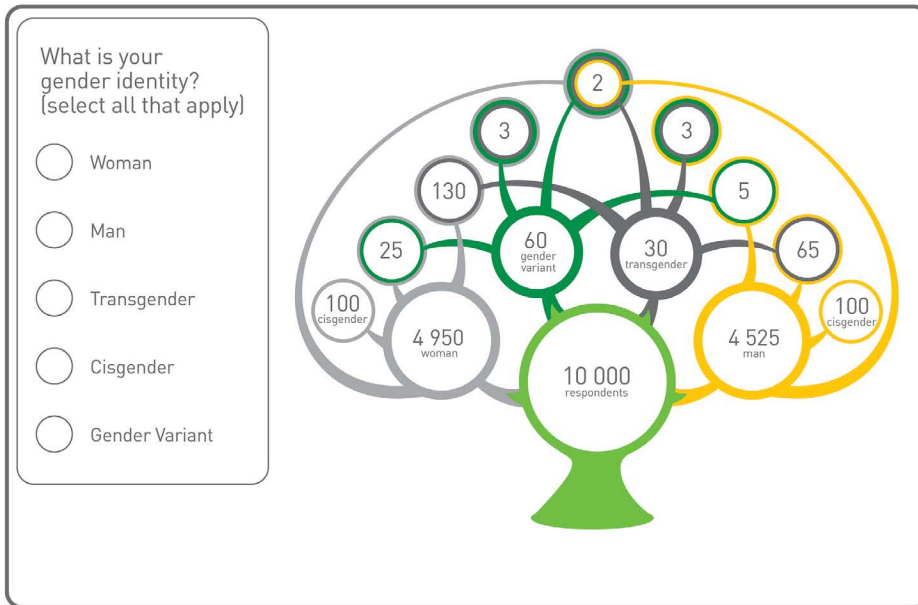 What is your
gender identity?
(select all that apply)
Woman
Man
Transgender
Cisgender
Gender Variant
2
3
3
130
5
25
60
gender
variant
30
transgender
65
100
cisgender
4 950
woman
4 525
man
100
cisgender
10 000
respondents